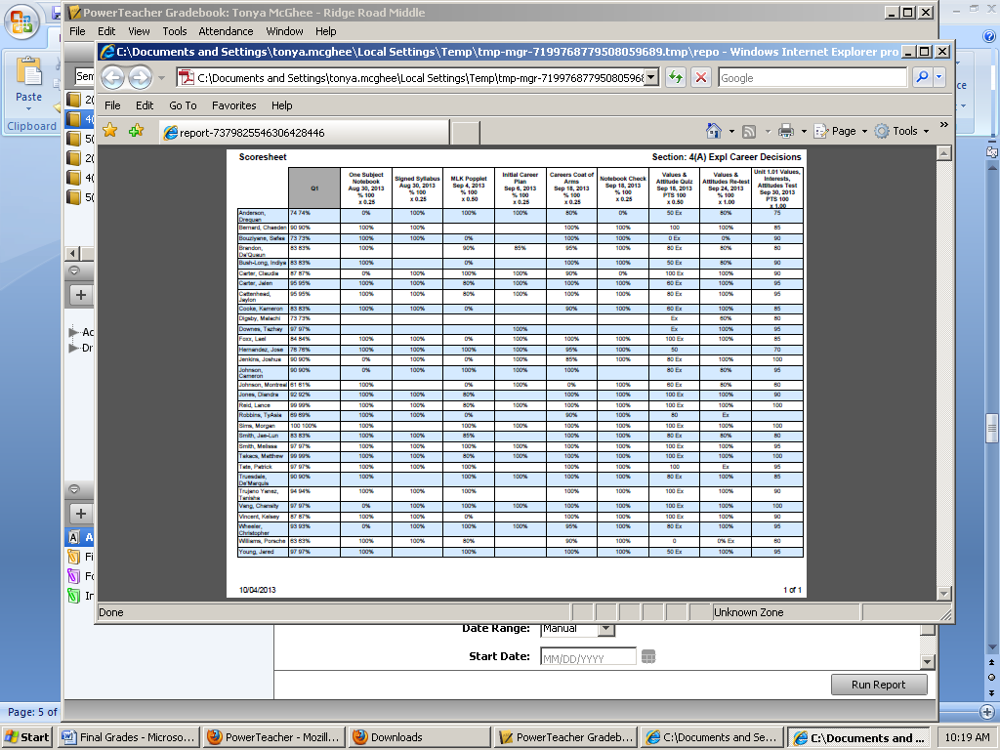 PowerTeacher Gradebook: Tonya McGhee - Ridge Road Middle
File Edit View Tools Attendance Window Help
C:\Documents and Settings\tonya.mcghee\Local Settings\Temp\tmp-mgr-7199768779508059689.tmp\repo - Windows Internet Explorer pro
C:\Documents and Settings\tonya.mcghee\Local Settings\Temp\tmp-mgr-71997687795080596
Google
File Edit Go To Favorites Help
report-7379825546306428446
Page Tools
Paste
Clipboard
Scoresheet Section: 4(A) Expl Career Decisions
Q1
One Subject Notebook Aug 30, 2013 % 100 x 0.25
Signed Syllabus Aug 30, 2013 % 100 x 0.25
MLK Popplet Sep 4, 2013 % 100 x 0.50
Initial Career Plan Sep 6, 2013 % 100 x 0.25
Careers Coat of Arms Sep 18, 2013 % 100 x 0.25
Notebook Check Sep 18, 2013 % 100 x 0.25
Values & Attitude Quiz Sep 18, 2013 PTS 100 x 0.50
Values & Attitudes Re-test Sep 24, 2013 % 100 x 1.00
Unit 1.01 Values, Interests, Attitudes Test Sep 30, 2013 PTS 100 x 1.00
Anderson, Drequan 74 74% 0% 100% 100% 100% 80% 0% 50 Ex 80% 75
Bernard, Chaeden 90 90% 100% 100% 100% 100% 100 100% 85
Bouziyane, Safaa 73 73% 100% 100% 0% 100% 100% 0 Ex 0% 90
Brandon, Da'Quaun 83 83% 100% 90% 85% 95% 100% 80 Ex 80% 80
Bush-Long, Indiya 83 83% 100% 0% 100% 100% 50 Ex 80% 90
Carter, Claudia 87 87% 0% 100% 100% 100% 90% 0% 100 Ex 100% 90
Carter, Jalen 95 95% 100% 100% 80% 100% 100% 100% 60 Ex 100% 95
Cattenhead, Jaylon 95 95% 100% 100% 80% 100% 100% 100% 80 Ex 100% 95
Cooke, Kameron 83 83% 100% 100% 0% 90% 100% 60 Ex 100% 85
Digsby, Malachi 73 73% Ex 60% 80
Downes, Tazhay 97 97% 100% Ex 100% 95
Foxx, Lael 84 84% 100% 100% 0% 100% 100% 100% 100 Ex 100% 85
Hernandez, Jose 76 76% 100% 100% 100% 100% 95% 100% 50 70
Jenkins, Joshua 90 90% 0% 100% 0% 100% 85% 100% 80 Ex 100% 100
Johnson, Cameron 90 90% 0% 100% 100% 100% 100% 80 Ex 80% 95
Johnson, Montreal 61 61% 100% 0% 100% 0% 100% 60 Ex 80% 60
Jones, Diandra 92 92% 100% 100% 60% 100% 100% 100 Ex 100% 90
Reid, Lance 99 99% 100% 100% 80% 100% 100% 100% 100 Ex 100% 100
Robbins, TyAsia 69 69% 100% 100% 0% 90% 100% 80 Ex
Sims, Morgan 100 100% 100% 100% 100% 100% 100% 100 Ex 100% 100
Smith, Jae-Lun 83 83% 100% 100% 85% 100% 100% 80 Ex 80% 80
Smith, Melissa 97 97% 100% 100% 100% 100% 100% 100% 100 Ex 100% 95
Takacs, Matthew 99 99% 100% 100% 80% 100% 100% 100% 100 Ex 100% 100
Tate, Patrick 97 97% 100% 100% 100% 100% 100% 100 Ex 95
Truesdale, De'Marquis 90 90% 100% 100% 100% 100% 100% 80 Ex 100% 85
Trujano Yanez, Tanisha 94 94% 100% 100% 100% 100% 100% 100 Ex 100% 90
Vang, Chansity 97 97% 0% 100% 100% 100% 100% 100% 100 Ex 100% 100
Vincent, Kelsey 87 87% 100% 100% 0% 100% 100% 100 Ex 100% 90
Wheeler, Christopher 93 93% 0% 100% 100% 100% 95% 100% 80 Ex 100% 95
Williams, Porsche 63 63% 100% 100% 80% 90% 100% 0 0% Ex 60
Young, Jared 97 97% 100% 100% 100% 100% 50 Ex 100% 95
10/04/2013 1 of 1
Done Unknown Zone
Date Range: Manual
Start Date: MM/DD/YYYY
Run Report
Page: 5 of
Start Final Grades - Microso... PowerTeacher - Mozill... Downloads PowerTeacher Gradeb... C:\Documents and Se... C:\Documents and ... 10:19 AM